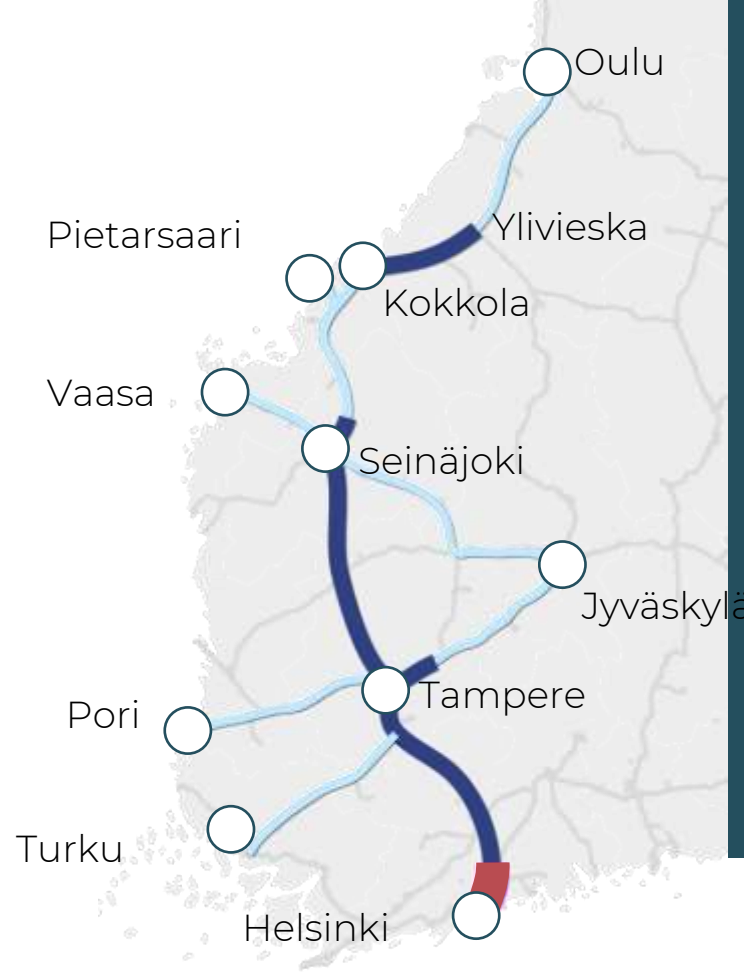 Oulu
Ylivieska
Pietarsaari
Kokkola
Vaasa
Seinäjoki
Jyväskylä
Tampere
Pori
Turku
Helsinki